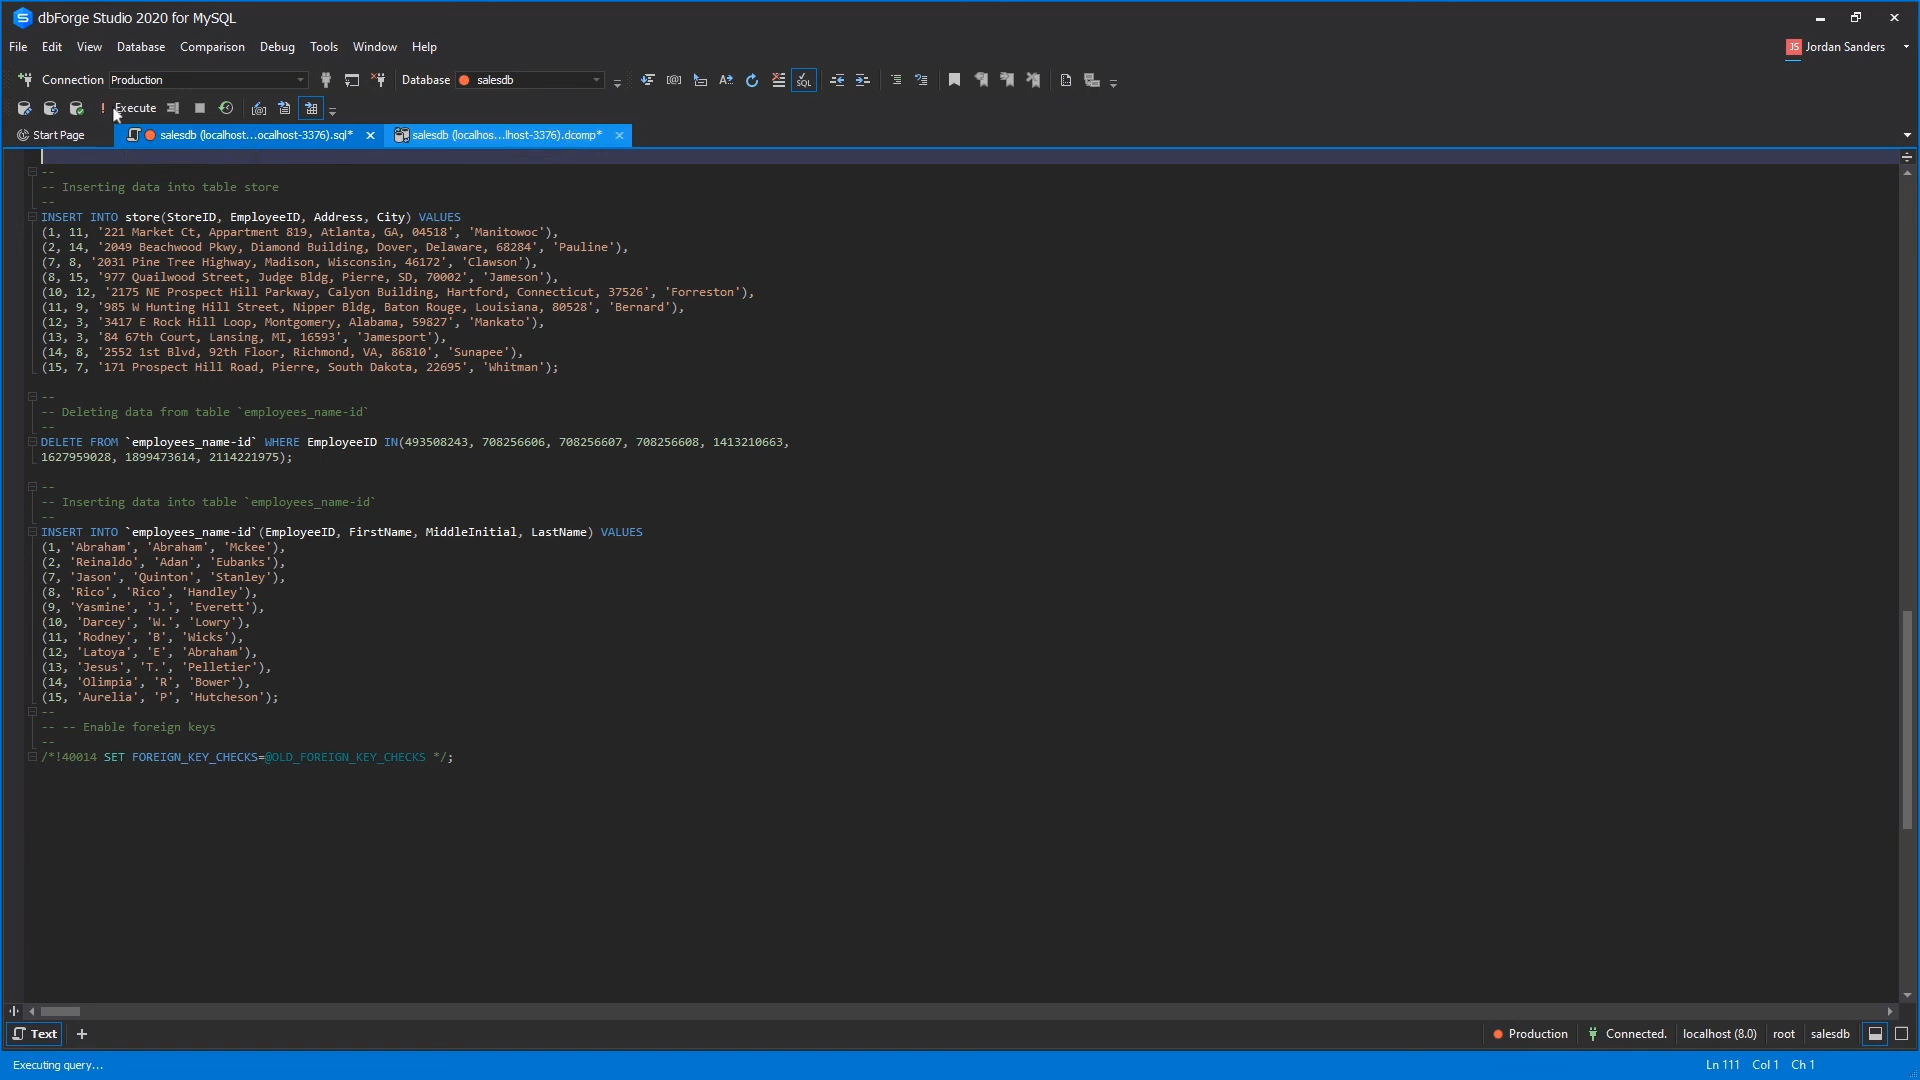 dbForge Studio 2020 for MySQL
File Edit View Database Comparison Debug Tools Window Help
JS Jordan Sanders
Connection Production Database salesdb
Execute
Start Page salesdb (localhost...ocalhost-3376).sql* salesdb (localhos...lhost-3376).dcomp*
--
-- Inserting data into table store
--
INSERT INTO store(StoreID, EmployeeID, Address, City) VALUES
(1, 11, '221 Market Ct, Appartment 819, Atlanta, GA, 04518', 'Manitowoc'),
(2, 14, '2049 Beachwood Pkwy, Diamond Building, Dover, Delaware, 68284', 'Pauline'),
(7, 8, '2031 Pine Tree Highway, Madison, Wisconsin, 46172', 'Clawson'),
(8, 15, '977 Quailwood Street, Judge Bldg, Pierre, SD, 70002', 'Jameson'),
(10, 12, '2175 NE Prospect Hill Parkway, Calyon Building, Hartford, Connecticut, 37526', 'Forreston'),
(11, 9, '985 W Hunting Hill Street, Nipper Bldg, Baton Rouge, Louisiana, 80528', 'Bernard'),
(12, 3, '3417 E Rock Hill Loop, Montgomery, Alabama, 59827', 'Mankato'),
(13, 3, '84 67th Court, Lansing, MI, 16593', 'Jamesport'),
(14, 8, '2552 1st Blvd, 92th Floor, Richmond, VA, 86810', 'Sunapee'),
(15, 7, '171 Prospect Hill Road, Pierre, South Dakota, 22695', 'Whitman');
--
-- Deleting data from table `employees_name-id`
--
DELETE FROM `employees_name-id` WHERE EmployeeID IN(493508243, 708256606, 708256607, 708256608, 1413210663,
1627959028, 1899473614, 2114221975);
--
-- Inserting data into table `employees_name-id`
--
INSERT INTO `employees_name-id`(EmployeeID, FirstName, MiddleInitial, LastName) VALUES
(1, 'Abraham', 'Abraham', 'Mckee'),
(2, 'Reinaldo', 'Adan', 'Eubanks'),
(7, 'Jason', 'Quinton', 'Stanley'),
(8, 'Rico', 'Rico', 'Handley'),
(9, 'Yasmine', 'J.', 'Everett'),
(10, 'Darcey', 'W.', 'Lowry'),
(11, 'Rodney', 'B', 'Wicks'),
(12, 'Latoya', 'E', 'Abraham'),
(13, 'Jesus', 'T.', 'Pelletier'),
(14, 'Olimpia', 'R', 'Bower'),
(15, 'Aurelia', 'P', 'Hutcheson');
--
-- -- Enable foreign keys
--
/*!40014 SET FOREIGN_KEY_CHECKS=@OLD_FOREIGN_KEY_CHECKS */;
Text Production Connected. localhost (8.0) root salesdb
Executing query... Ln 111 Col 1 Ch 1